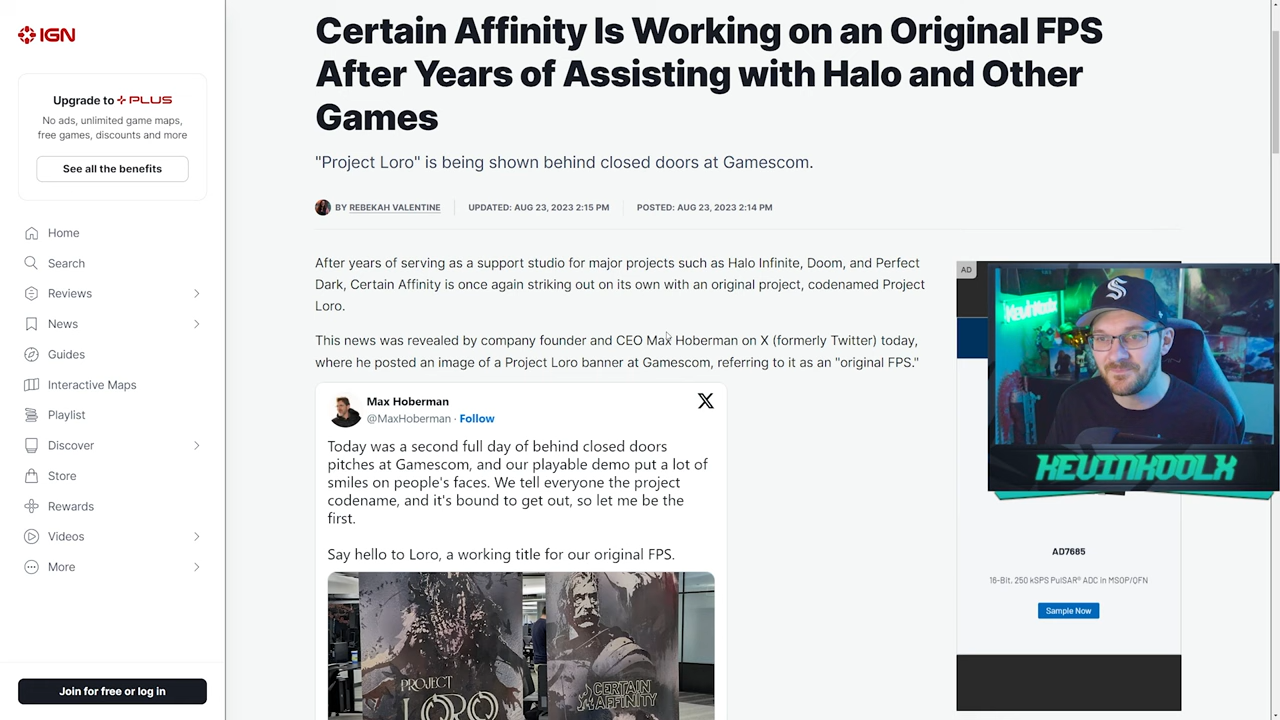 IGN
Upgrade to PLUS
No ads, unlimited game maps,
free games, discounts and more
See all the benefits
Home
Search
Reviews
News
Guides
Interactive Maps
Playlist
Discover
Store
Rewards
Videos
More
Join for free or log in
Certain Affinity Is Working on an Original FPS
After Years of Assisting with Halo and Other
Games
"Project Loro" is being shown behind closed doors at Gamescom.
BY REBEKAH VALENTINE UPDATED: AUG 23, 2023 2:15 PM POSTED: AUG 23, 2023 2:14 PM
After years of serving as a support studio for major projects such as Halo Infinite, Doom, and Perfect
Dark, Certain Affinity is once again striking out on its own with an original project, codenamed Project
Loro.
This news was revealed by company founder and CEO Max Hoberman on X (formerly Twitter) today,
where he posted an image of a Project Loro banner at Gamescom, referring to it as an "original FPS."
Max Hoberman
@MaxHoberman · Follow
Today was a second full day of behind closed doors
pitches at Gamescom, and our playable demo put a lot of
smiles on people's faces. We tell everyone the project
codename, and it's bound to get out, so let me be the
first.
Say hello to Loro, a working title for our original FPS.
PROJECT
LORO
CERTAIN
AFFINITY
AD
KevinKoolx
KEVINKOOLX
AD7685
16-Bit, 250 kSPS PulSAR® ADC in MSOP/QFN
Sample Now